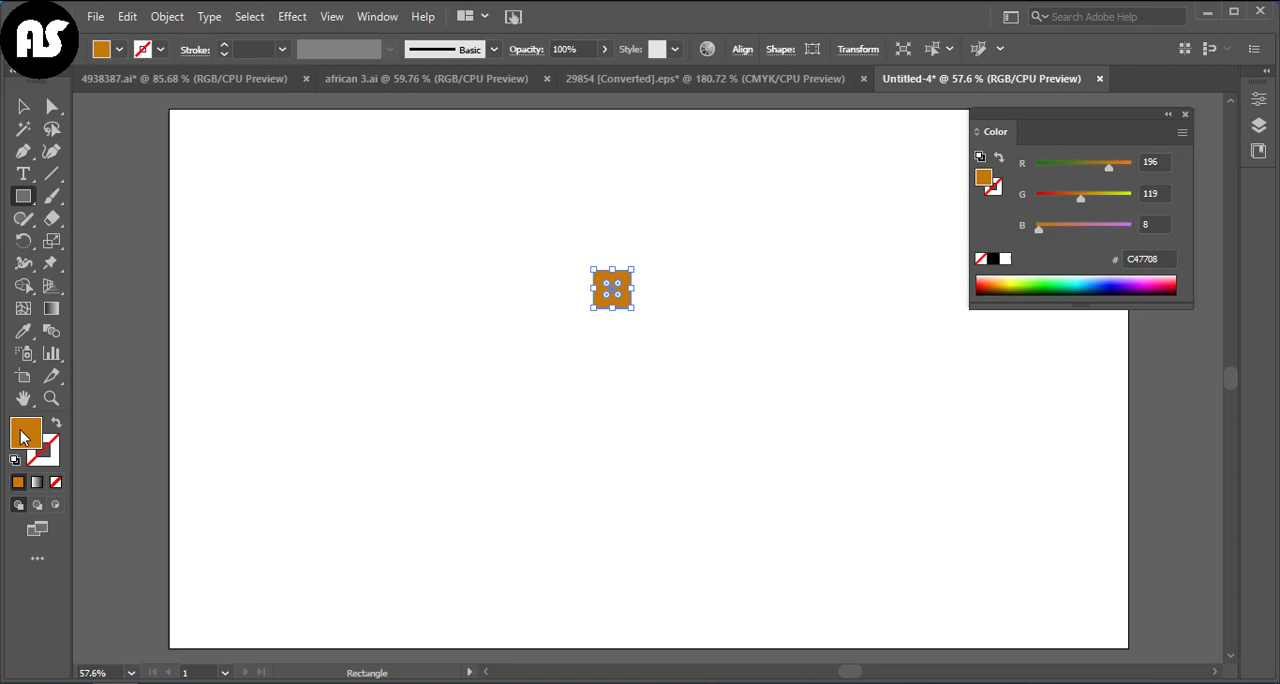 AS
File Edit Object Type Select Effect View Window Help
Search Adobe Help
Stroke: Basic Opacity: 100% Style: Align Shape: Transform
4938387.ai* @ 85.68 % (RGB/CPU Preview) × african 3.ai @ 59.76 % (RGB/CPU Preview) × 29854 [Converted].eps* @ 180.72 % (CMYK/CPU Preview) × Untitled-4* @ 57.6 % (RGB/CPU Preview) ×
Color
R 196
G 119
B 8
# C47708
57.6% 1 Rectangle